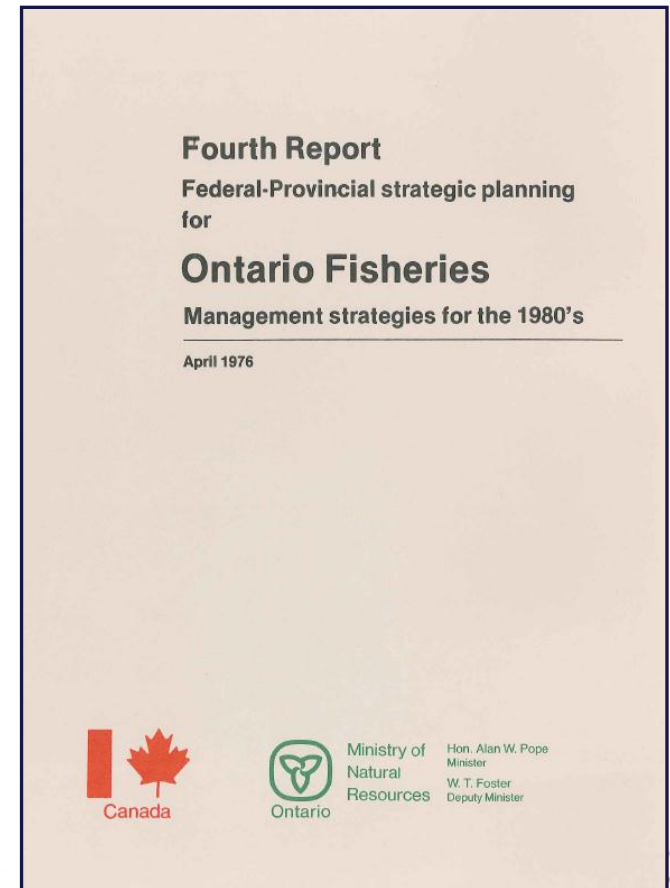 Fourth Report
Federal-Provincial strategic planning
for
Ontario Fisheries
Management strategies for the 1980's
April 1976
Canada
Ontario
Ministry of
Natural
Resources
Hon. Alan W. Pope
Minister
W. T. Foster
Deputy Minister